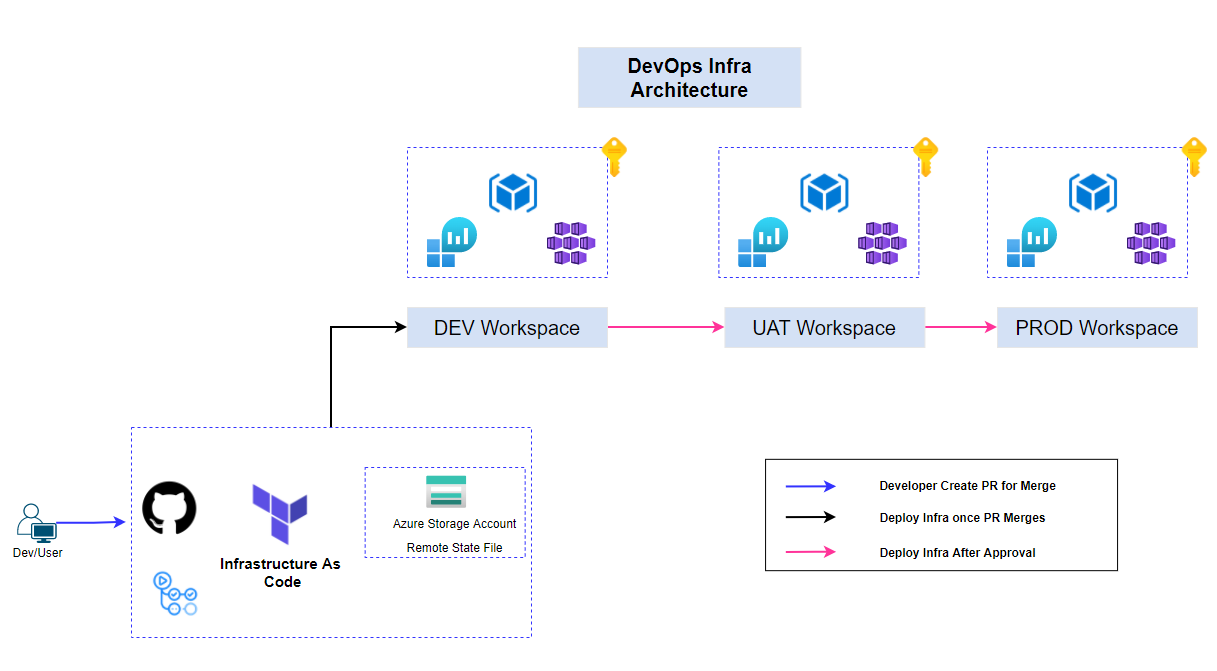 DevOps Infra
Architecture
DEV Workspace
UAT Workspace
PROD Workspace
Dev/User
Infrastructure As
Code
Azure Storage Account
Remote State File
Developer Create PR for Merge
Deploy Infra once PR Merges
Deploy Infra After Approval